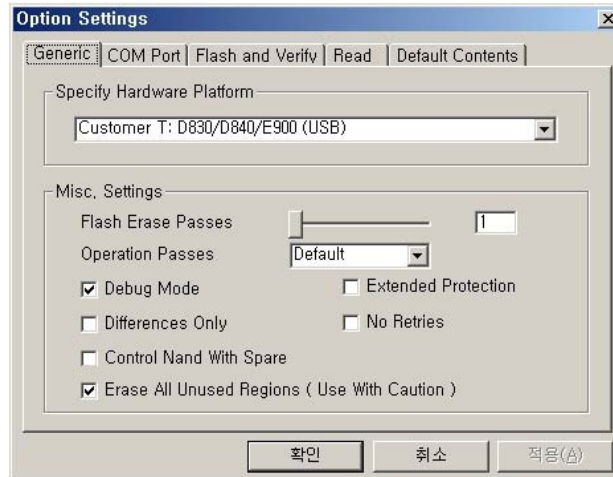 Option Settings
Generic COM Port Flash and Verify Read Default Contents
Specify Hardware Platform
Customer T: D830/D840/E900 (USB)
Misc, Settings
Flash Erase Passes 1
Operation Passes Default
Debug Mode Extended Protection
Differences Only No Retries
Control Nand With Spare
Erase All Unused Regions ( Use With Caution )
확인 취소 적용(A)